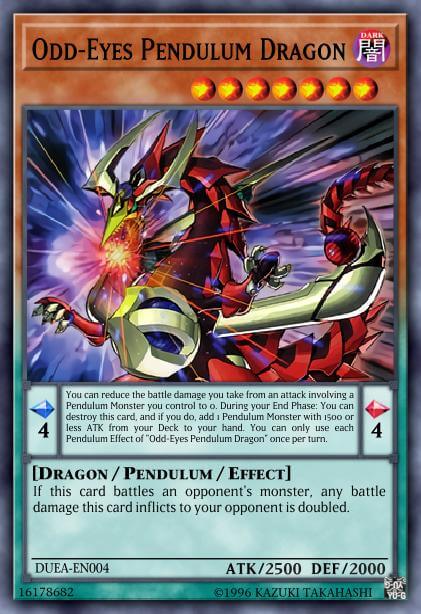 ODD-EYES PENDULUM DRAGON
DARK
闇
You can reduce the battle damage you take from an attack involving a
Pendulum Monster you control to 0. During your End Phase: You can
destroy this card, and if you do, add 1 Pendulum Monster with 1500 or
less ATK from your Deck to your hand. You can only use each
Pendulum Effect of "Odd-Eyes Pendulum Dragon" once per turn.
4
4
[DRAGON / PENDULUM / EFFECT]
If this card battles an opponent's monster, any battle
damage this card inflicts to your opponent is doubled.
DUEA-EN004
ATK/2500 DEF/2000
16178682
©1996 KAZUKI TAKAHASHI